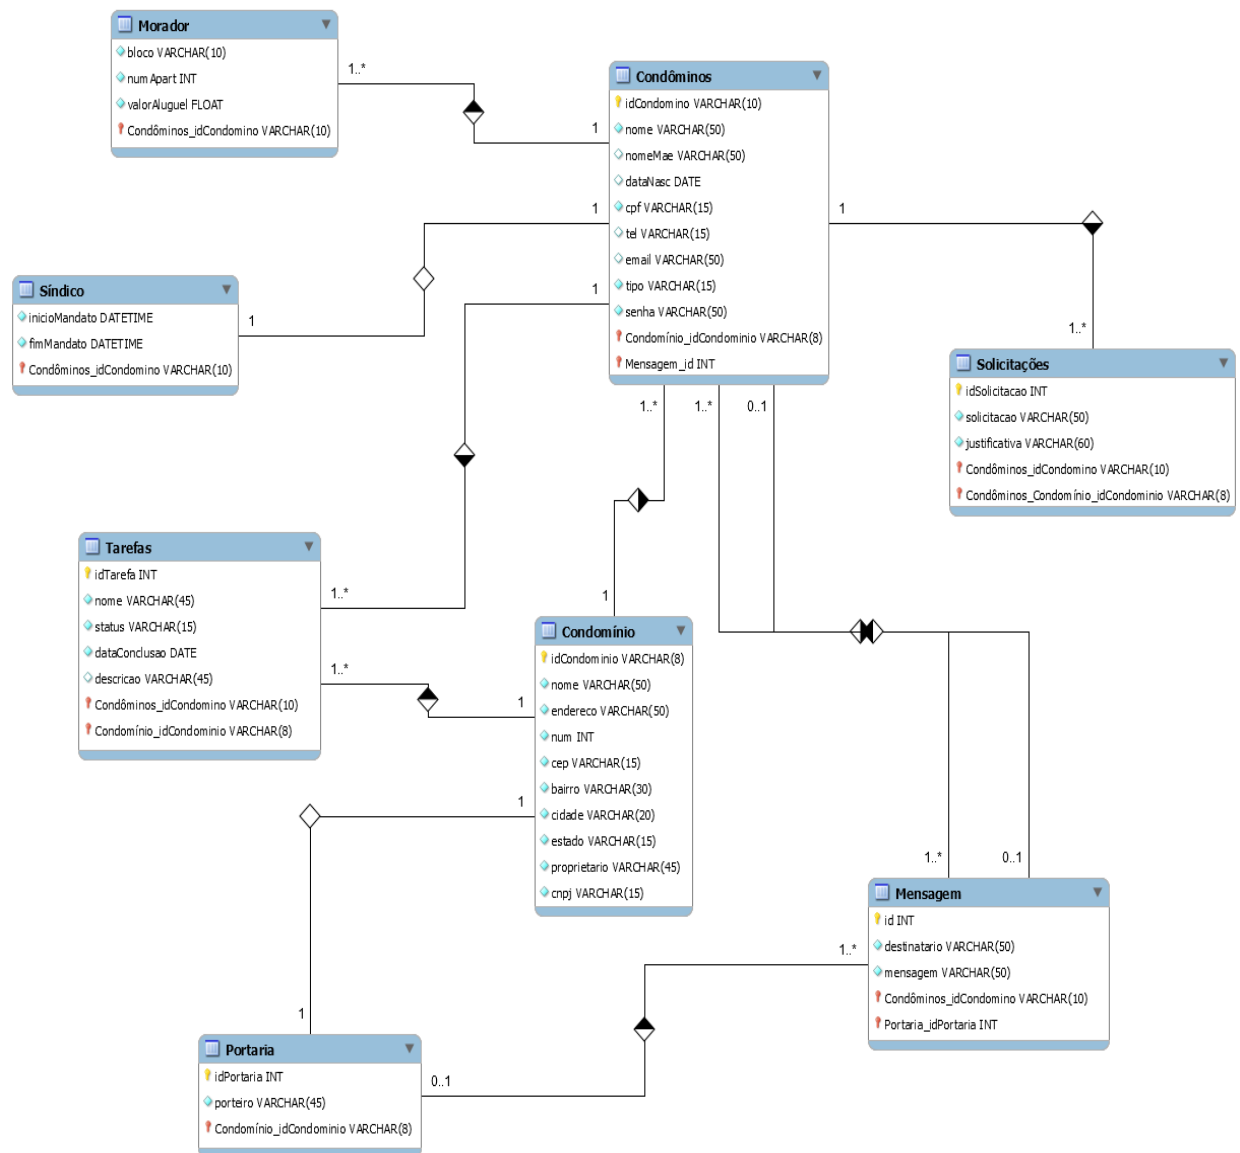 Morador
bloco VARCHAR(10)
numApart INT
valorAluguel FLOAT
Condôminos_idCondomino VARCHAR(10)
1..*
1
Condôminos
idCondomino VARCHAR(10)
nome VARCHAR(50)
nomeMae VARCHAR(50)
dataNasc DATE
cpf VARCHAR(15)
tel VARCHAR(15)
email VARCHAR(50)
tipo VARCHAR(15)
senha VARCHAR(50)
Condomínio_idCondominio VARCHAR(8)
Mensagem_id INT
1
1
1
1..*
1..*
0..1
Síndico
inicioMandato DATETIME
fimMandato DATETIME
Condôminos_idCondomino VARCHAR(10)
1
1..*
Solicitações
idSolicitacao INT
solicitacao VARCHAR(50)
justificativa VARCHAR(60)
Condôminos_idCondomino VARCHAR(10)
Condôminos_Condomínio_idCondominio VARCHAR(8)
Tarefas
idTarefa INT
nome VARCHAR(45)
status VARCHAR(15)
dataConclusao DATE
descricao VARCHAR(45)
Condôminos_idCondomino VARCHAR(10)
Condomínio_idCondominio VARCHAR(8)
1..*
1..*
1
1
1
Condomínio
idCondominio VARCHAR(8)
nome VARCHAR(50)
endereco VARCHAR(50)
num INT
cep VARCHAR(15)
bairro VARCHAR(30)
cidade VARCHAR(20)
estado VARCHAR(15)
proprietario VARCHAR(45)
cnpj VARCHAR(15)
1..*
0..1
Mensagem
id INT
destinatario VARCHAR(50)
mensagem VARCHAR(50)
Condôminos_idCondomino VARCHAR(10)
Portaria_idPortaria INT
1..*
1
Portaria
idPortaria INT
porteiro VARCHAR(45)
Condomínio_idCondominio VARCHAR(8)
0..1